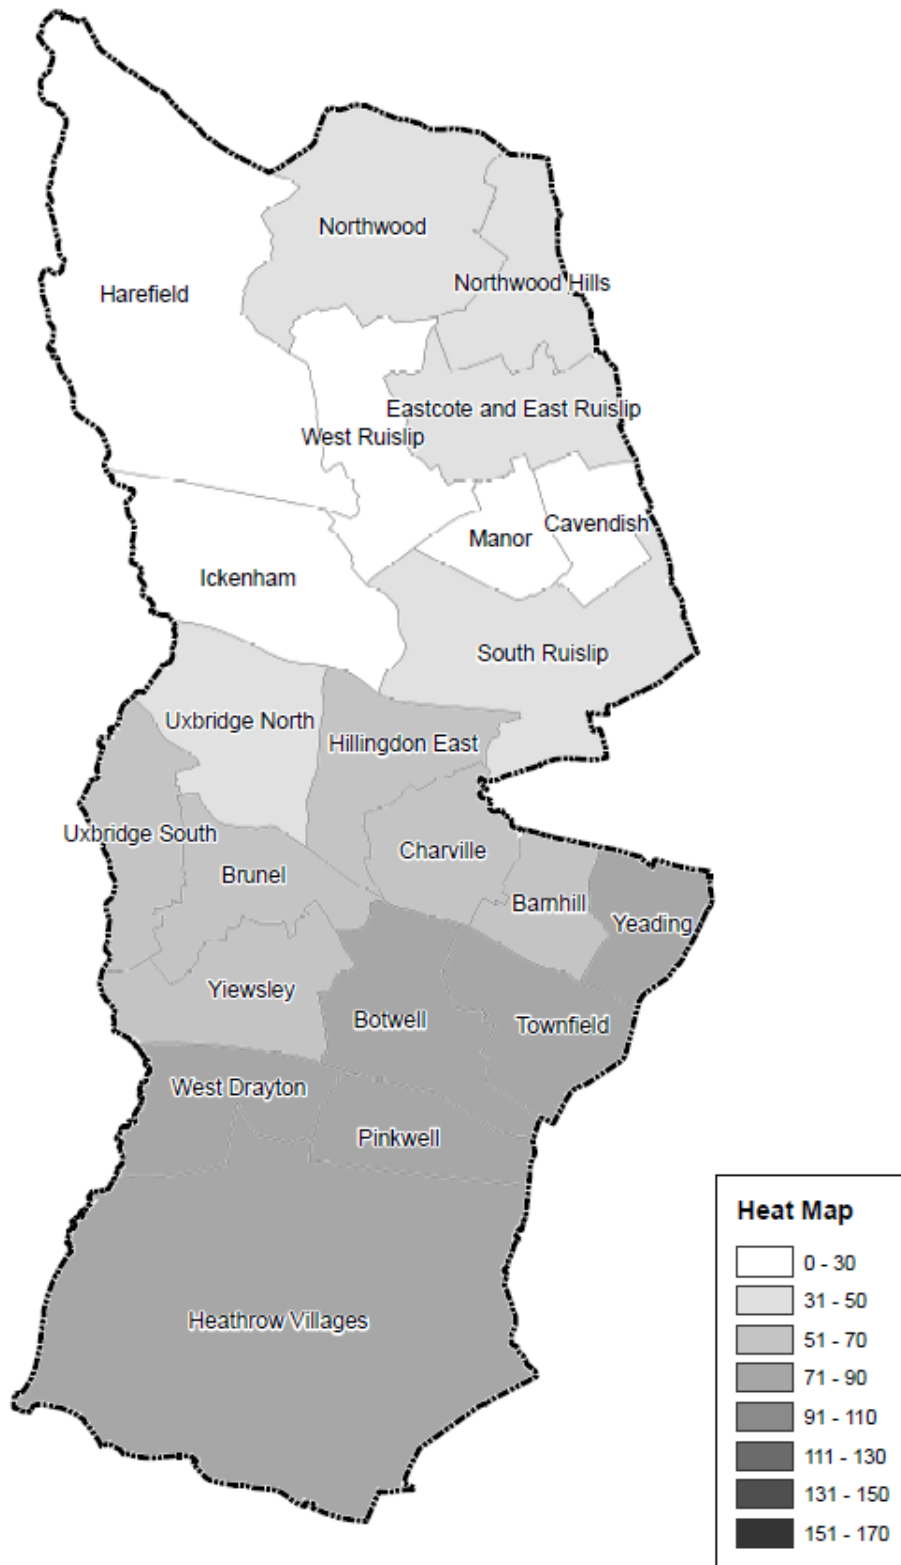 Northwood
Northwood Hills
Harefield
Eastcote and East Ruislip
West Ruislip
Cavendish
Manor
Ickenham
South Ruislip
Uxbridge North
Hillingdon East
Uxbridge South
Charville
Brunel
Barnhill
Yeading
Yiewsley
Botwell
Townfield
West Drayton
Pinkwell
Heathrow Villages
Heat Map
0 - 30
31 - 50
51 - 70
71 - 90
91 - 110
111 - 130
131 - 150
151 - 170